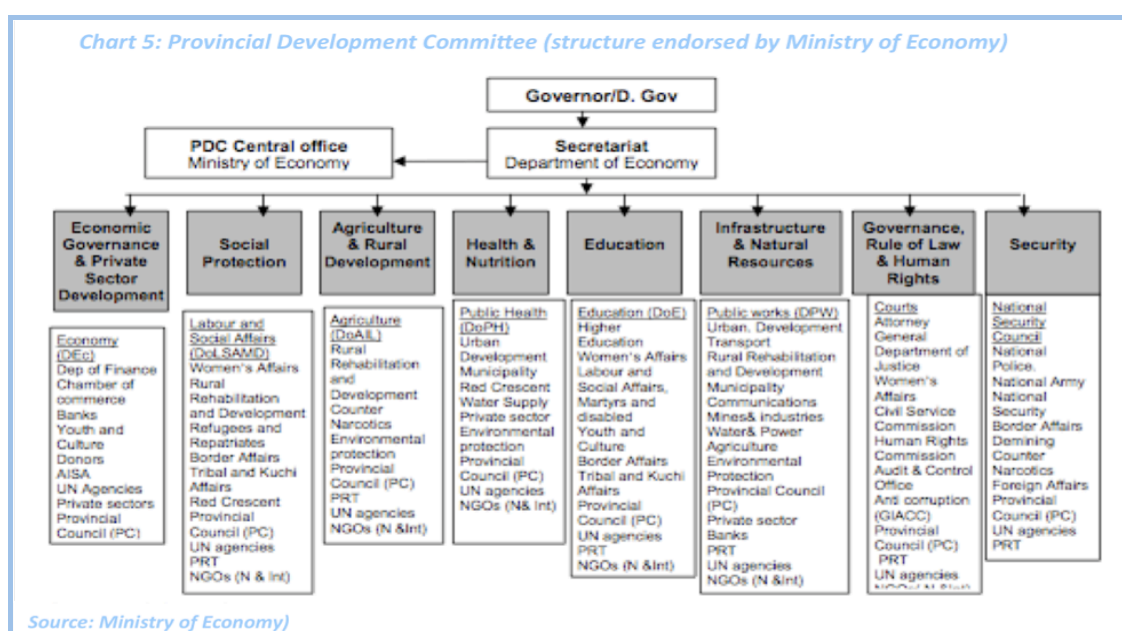 Chart 5: Provincial Development Committee (structure endorsed by Ministry of Economy)
Governor/D. Gov
PDC Central office
Ministry of Economy
Secretariat
Department of Economy
Economic
Governance
& Private
Sector
Development
Social
Protection
Agriculture
& Rural
Development
Health &
Nutrition
Education
Infrastructure
& Natural
Resources
Governance,
Rule of Law
& Human
Rights
Security
Economy
(DEc)
Dep of Finance
Chamber of
commerce
Banks
Youth and
Culture
Donors
AISA
UN Agencies
Private sectors
Provincial
Council (PC)
Labour and
Social Affairs
(DoLSAMD)
Women's Affairs
Rural
Rehabilitation
and Development
Refugees and
Repatriates
Border Affairs
Tribal and Kuchi
Affairs
Red Crescent
Provincial
Council (PC)
UN agencies
PRT
NGOs (N & Int)
Agriculture
(DoAIL)
Rural
Rehabilitation
and
Development
Counter
Narcotics
Environmental
protection
Provincial
Council (PC)
PRT
UN agencies
NGOs (N &Int)
Public Health
(DoPH)
Urban
Development
Municipality
Red Crescent
Water Supply
Private sector
Environmental
protection
Provincial
Council (PC)
UN agencies
NGOs (N& Int)
Education (DoE)
Higher
Education
Women's Affairs
Labour and
Social Affairs,
Martyrs and
disabled
Youth and
Culture
Border Affairs
Tribal and Kuchi
Affairs
Provincial
Council (PC)
UN agencies
PRT
NGOs (N &Int)
Public works (DPW)
Urban. Development
Transport
Rural Rehabilitation
and Development
Municipality
Communications
Mines& industries
Water& Power
Agriculture
Environmental
Protection
Provincial Council
(PC)
Private sector
Banks
PRT
UN agencies
NGOs (N &Int)
Courts
Attorney
General
Department of
Justice
Women's
Affairs
Civil Service
Commission
Human Rights
Commission
Audit & Control
Office
Anti corruption
(GIACC)
Provincial
Council (PC)
PRT
UN agencies
National
Security
Council
National
Police.
National Army
National
Security
Border Affairs
Demining
Counter
Narcotics
Foreign Affairs
Provincial
Council (PC)
UN agencies
PRT
Source: Ministry of Economy)